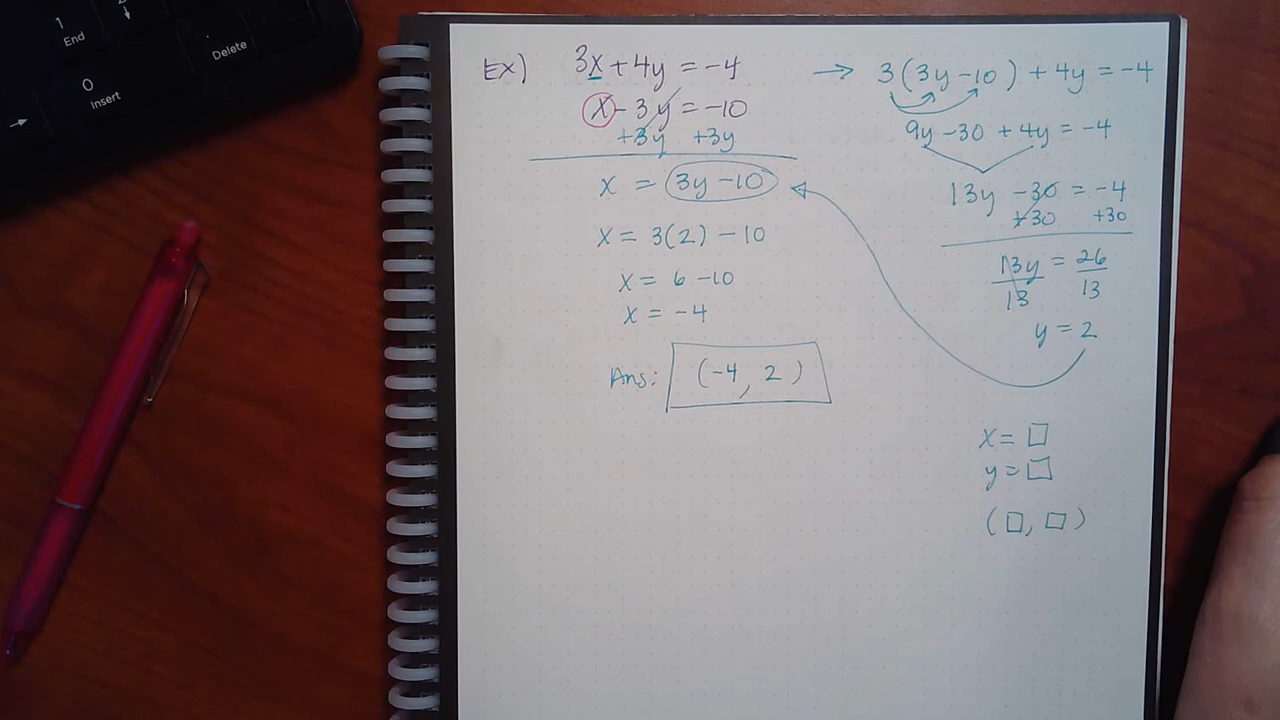 1
End
0
Insert
.
Delete
Ex) 3x + 4y = -4
x - 3y = -10
+3y +3y
x = 3y - 10
x = 3(2) - 10
x = 6 - 10
x = -4
Ans: (-4, 2)
→ 3(3y - 10) + 4y = -4
9y - 30 + 4y = -4
13y - 30 = -4
+30 +30
13y = 26
13 13
y = 2
x = □
y = □
(□, □)